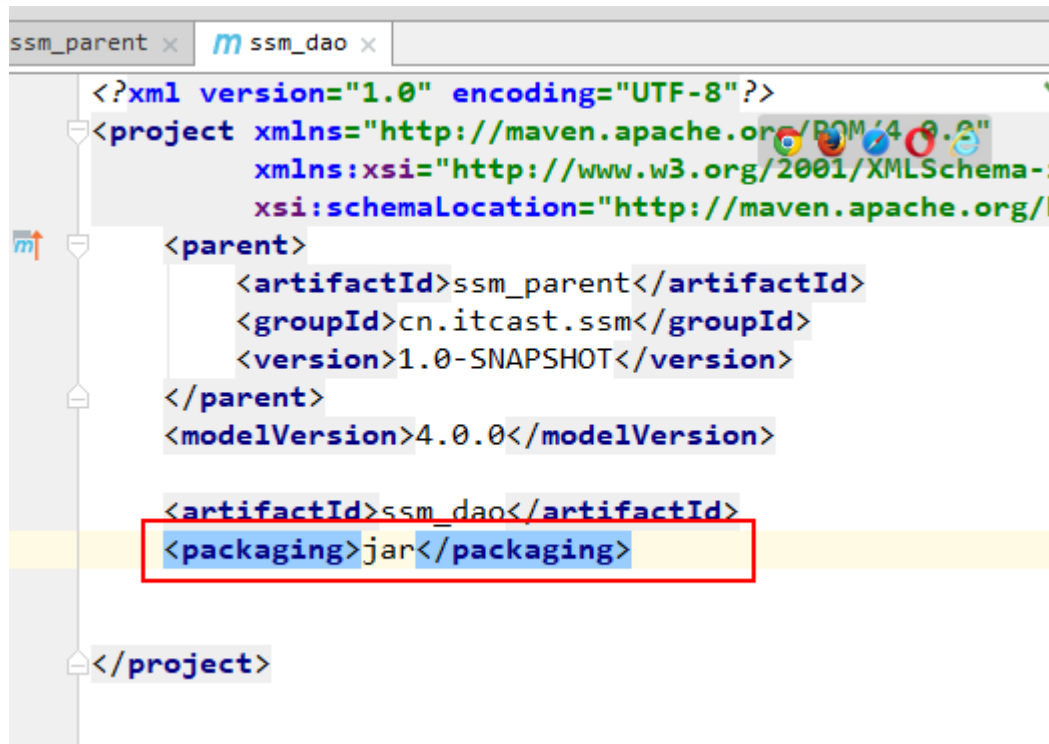 ssm_parent × m ssm_dao ×
<?xml version="1.0" encoding="UTF-8"?>
<project xmlns="http://maven.apache.org/POM/4.0.0"
xmlns:xsi="http://www.w3.org/2001/XMLSchema-
xsi:schemaLocation="http://maven.apache.org/
m <parent>
<artifactId>ssm_parent</artifactId>
<groupId>cn.itcast.ssm</groupId>
<version>1.0-SNAPSHOT</version>
</parent>
<modelVersion>4.0.0</modelVersion>
<artifactId>ssm_dao</artifactId>
<packaging>jar</packaging>
</project>